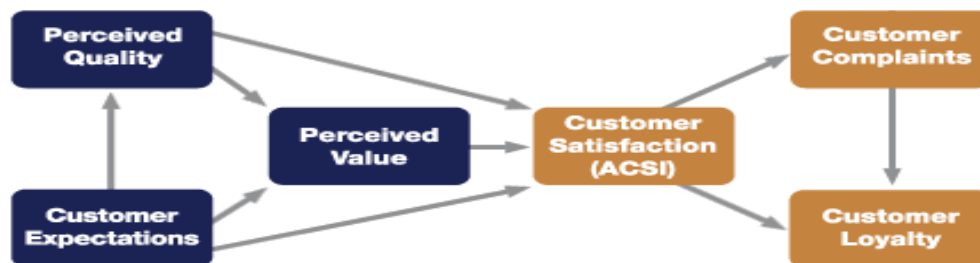 Perceived
Quality
Customer
Complaints
Perceived
Value
Customer
Satisfaction
(ACSI)
Customer
Expectations
Customer
Loyalty